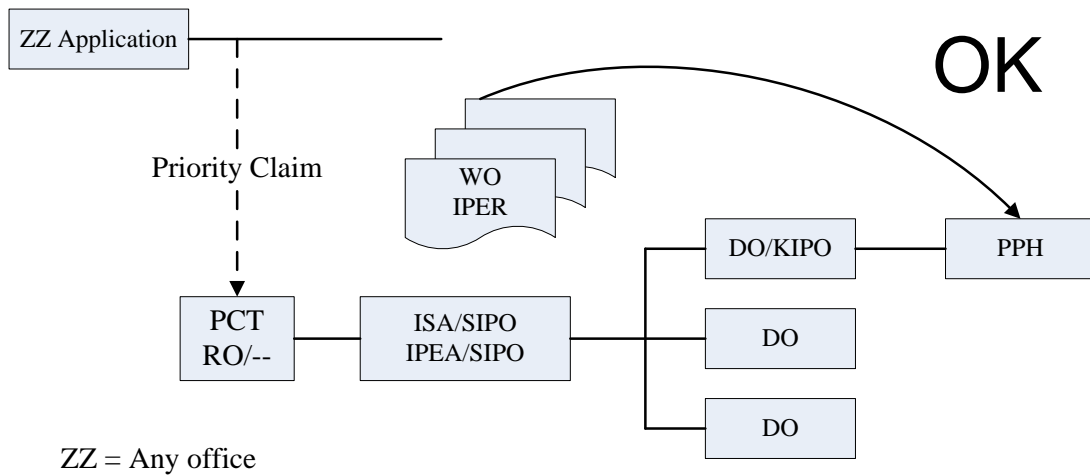 ZZ Application
OK
Priority Claim
WO
IPER
DO/KIPO
PPH
PCT
RO/--
ISA/SIPO
IPEA/SIPO
DO
DO
ZZ = Any office